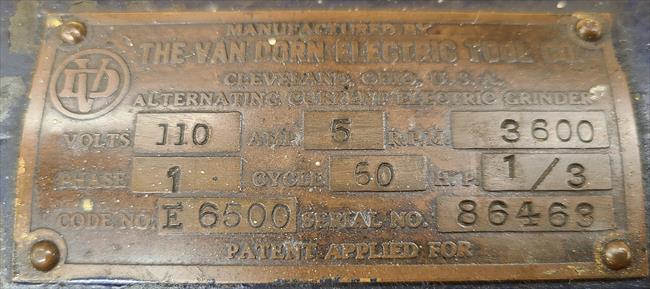 MANUFACTURED BY
THE VAN DORN ELECTRIC TOOL CO
CLEVELAND, OHIO, U.S.A.
ALTERNATING CURRENT ELECTRIC GRINDER
VOLTS 110 AMP. 5 R.P.M. 3600
PHASE 1 CYCLE 60 H.P. 1/3
CODE NO. E 6500 SERIAL NO. 86463
PATENT APPLIED FOR